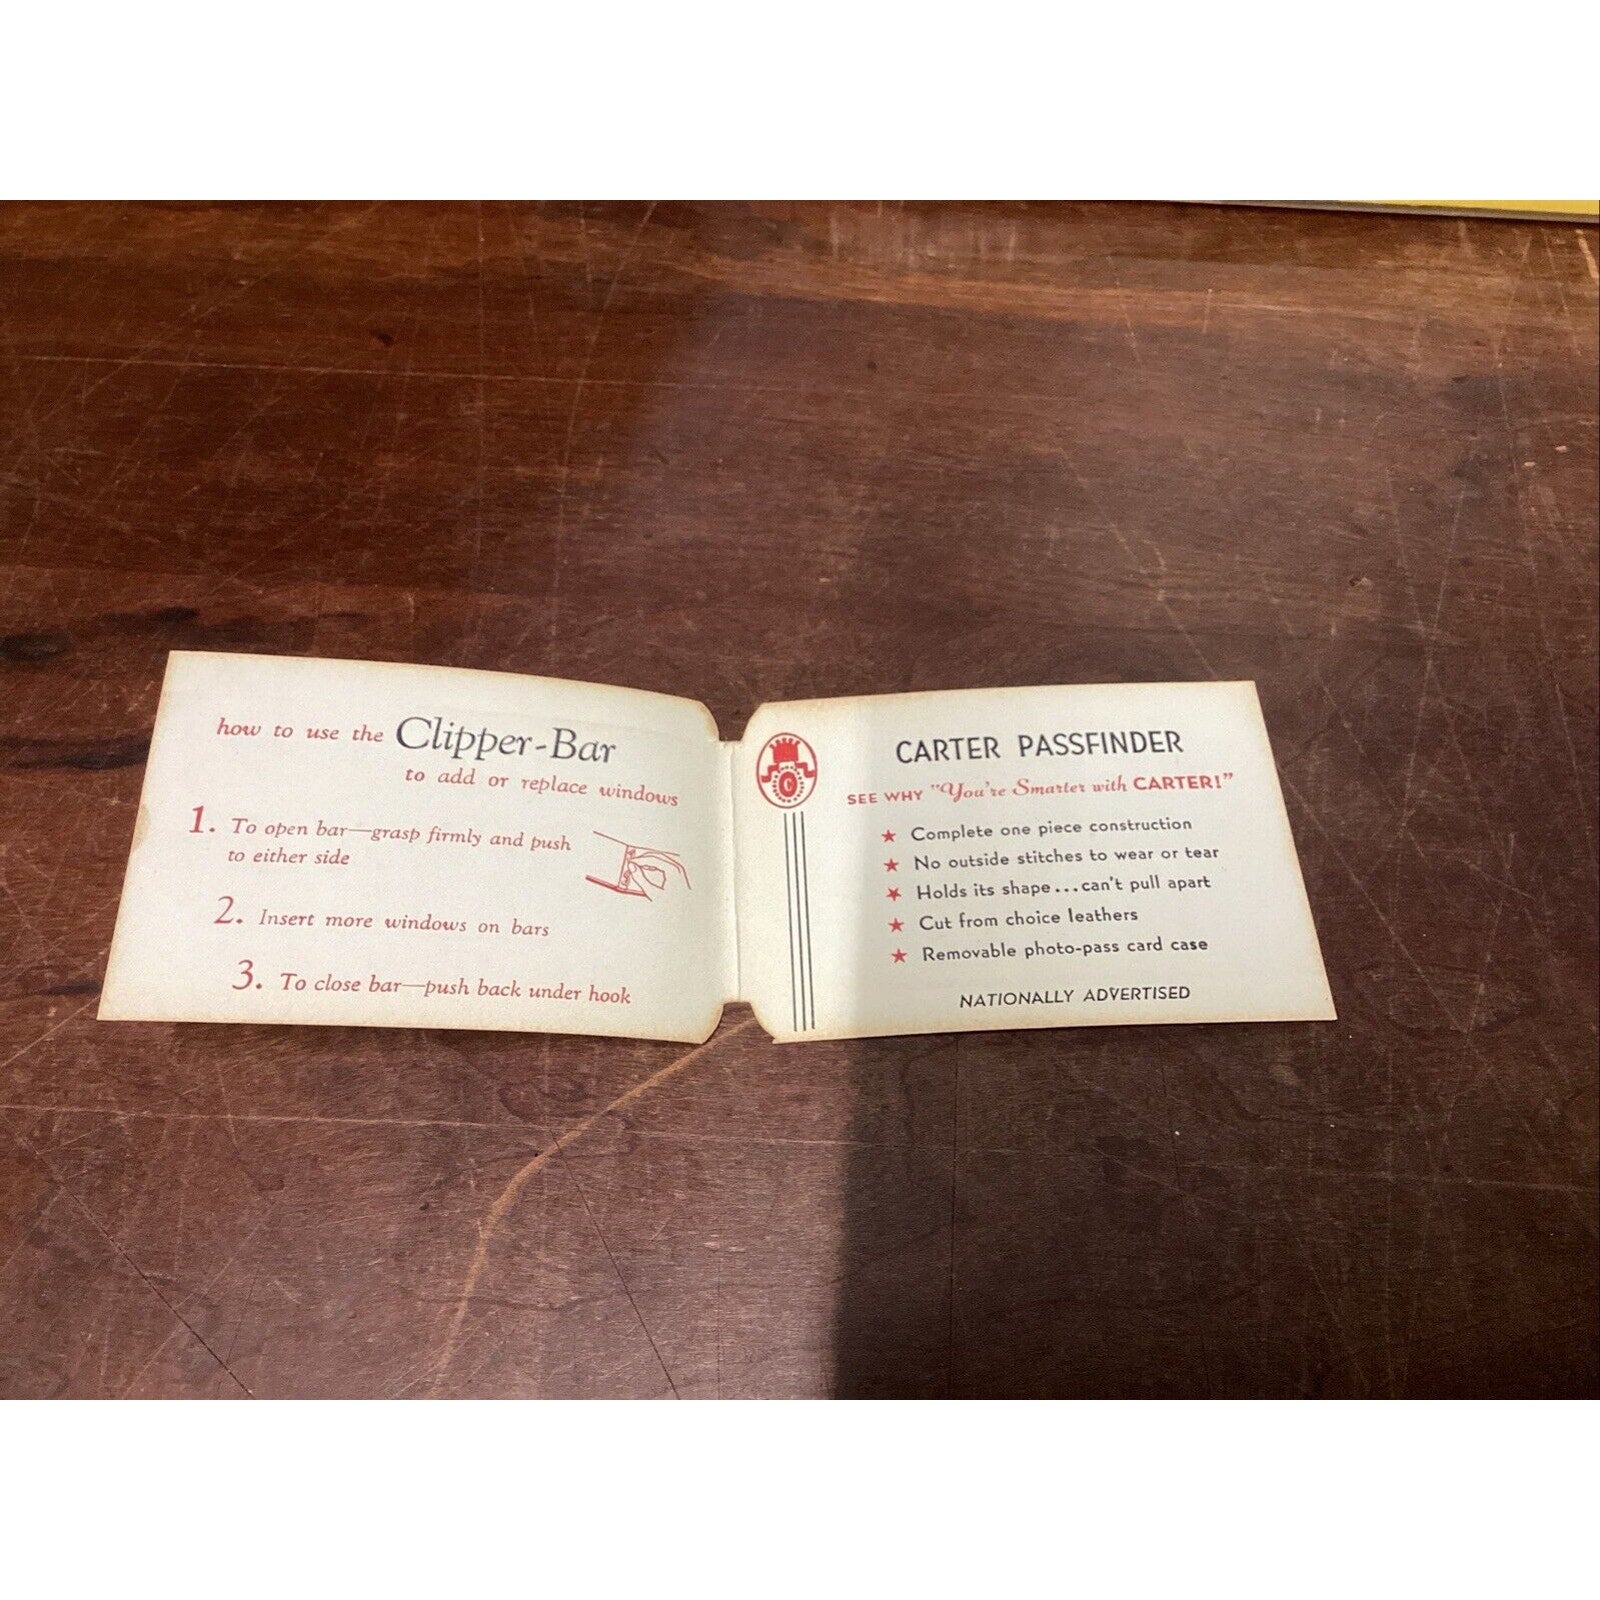 how to use the Clipper-Bar
to add or replace windows
1. To open bar—grasp firmly and push
to either side
2. Insert more windows on bars
3. To close bar—push back under hook
C
CARTER PASSFINDER
SEE WHY "You're Smarter with CARTER!"
★ Complete one piece construction
★ No outside stitches to wear or tear
★ Holds its shape...can't pull apart
★ Cut from choice leathers
★ Removable photo-pass card case
NATIONALLY ADVERTISED